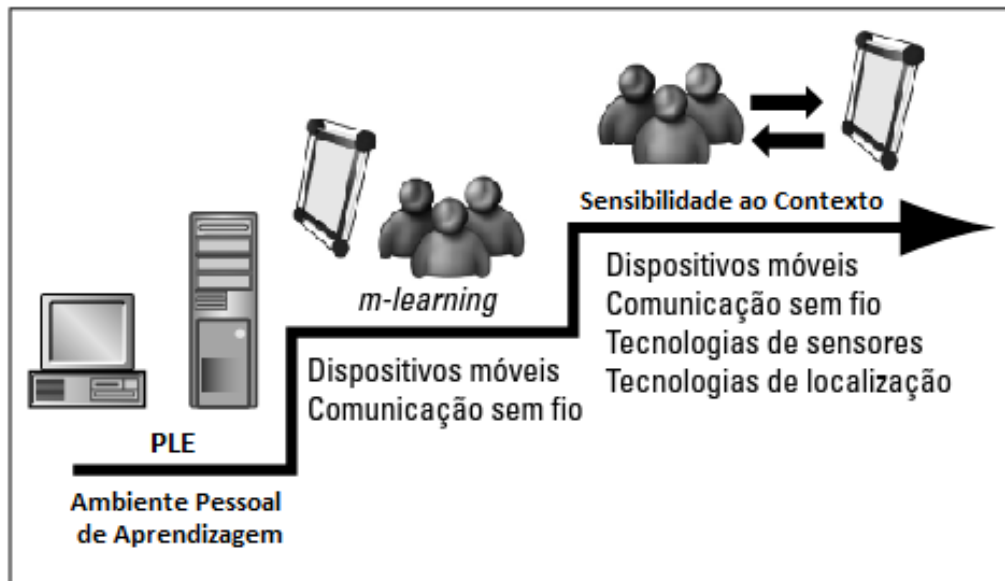 PLE
Ambiente Pessoal
de Aprendizagem
m-learning
Dispositivos móveis
Comunicação sem fio
Sensibilidade ao Contexto
Dispositivos móveis
Comunicação sem fio
Tecnologias de sensores
Tecnologias de localização